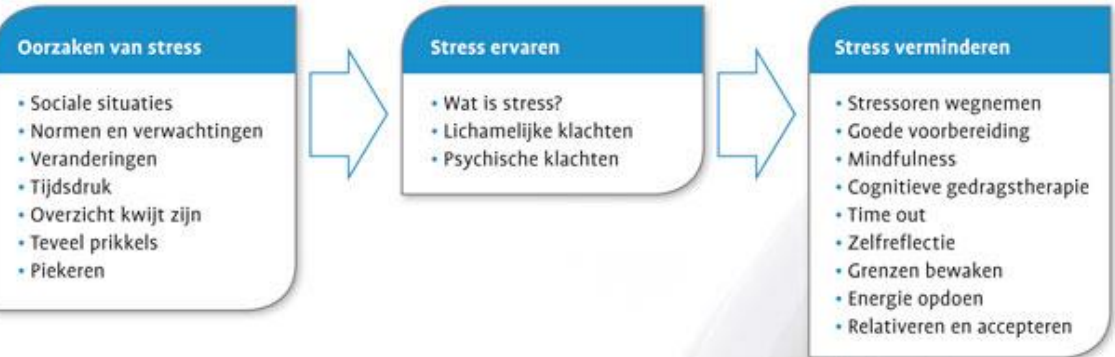 Oorzaken van stress
• Sociale situaties
• Normen en verwachtingen
• Veranderingen
• Tijdsdruk
• Overzicht kwijt zijn
• Teveel prikkels
• Piekeren
Stress ervaren
• Wat is stress?
• Lichamelijke klachten
• Psychische klachten
Stress verminderen
• Stressoren wegnemen
• Goede voorbereiding
• Mindfulness
• Cognitieve gedragstherapie
• Time out
• Zelfreflectie
• Grenzen bewaken
• Energie opdoen
• Relativeren en accepteren